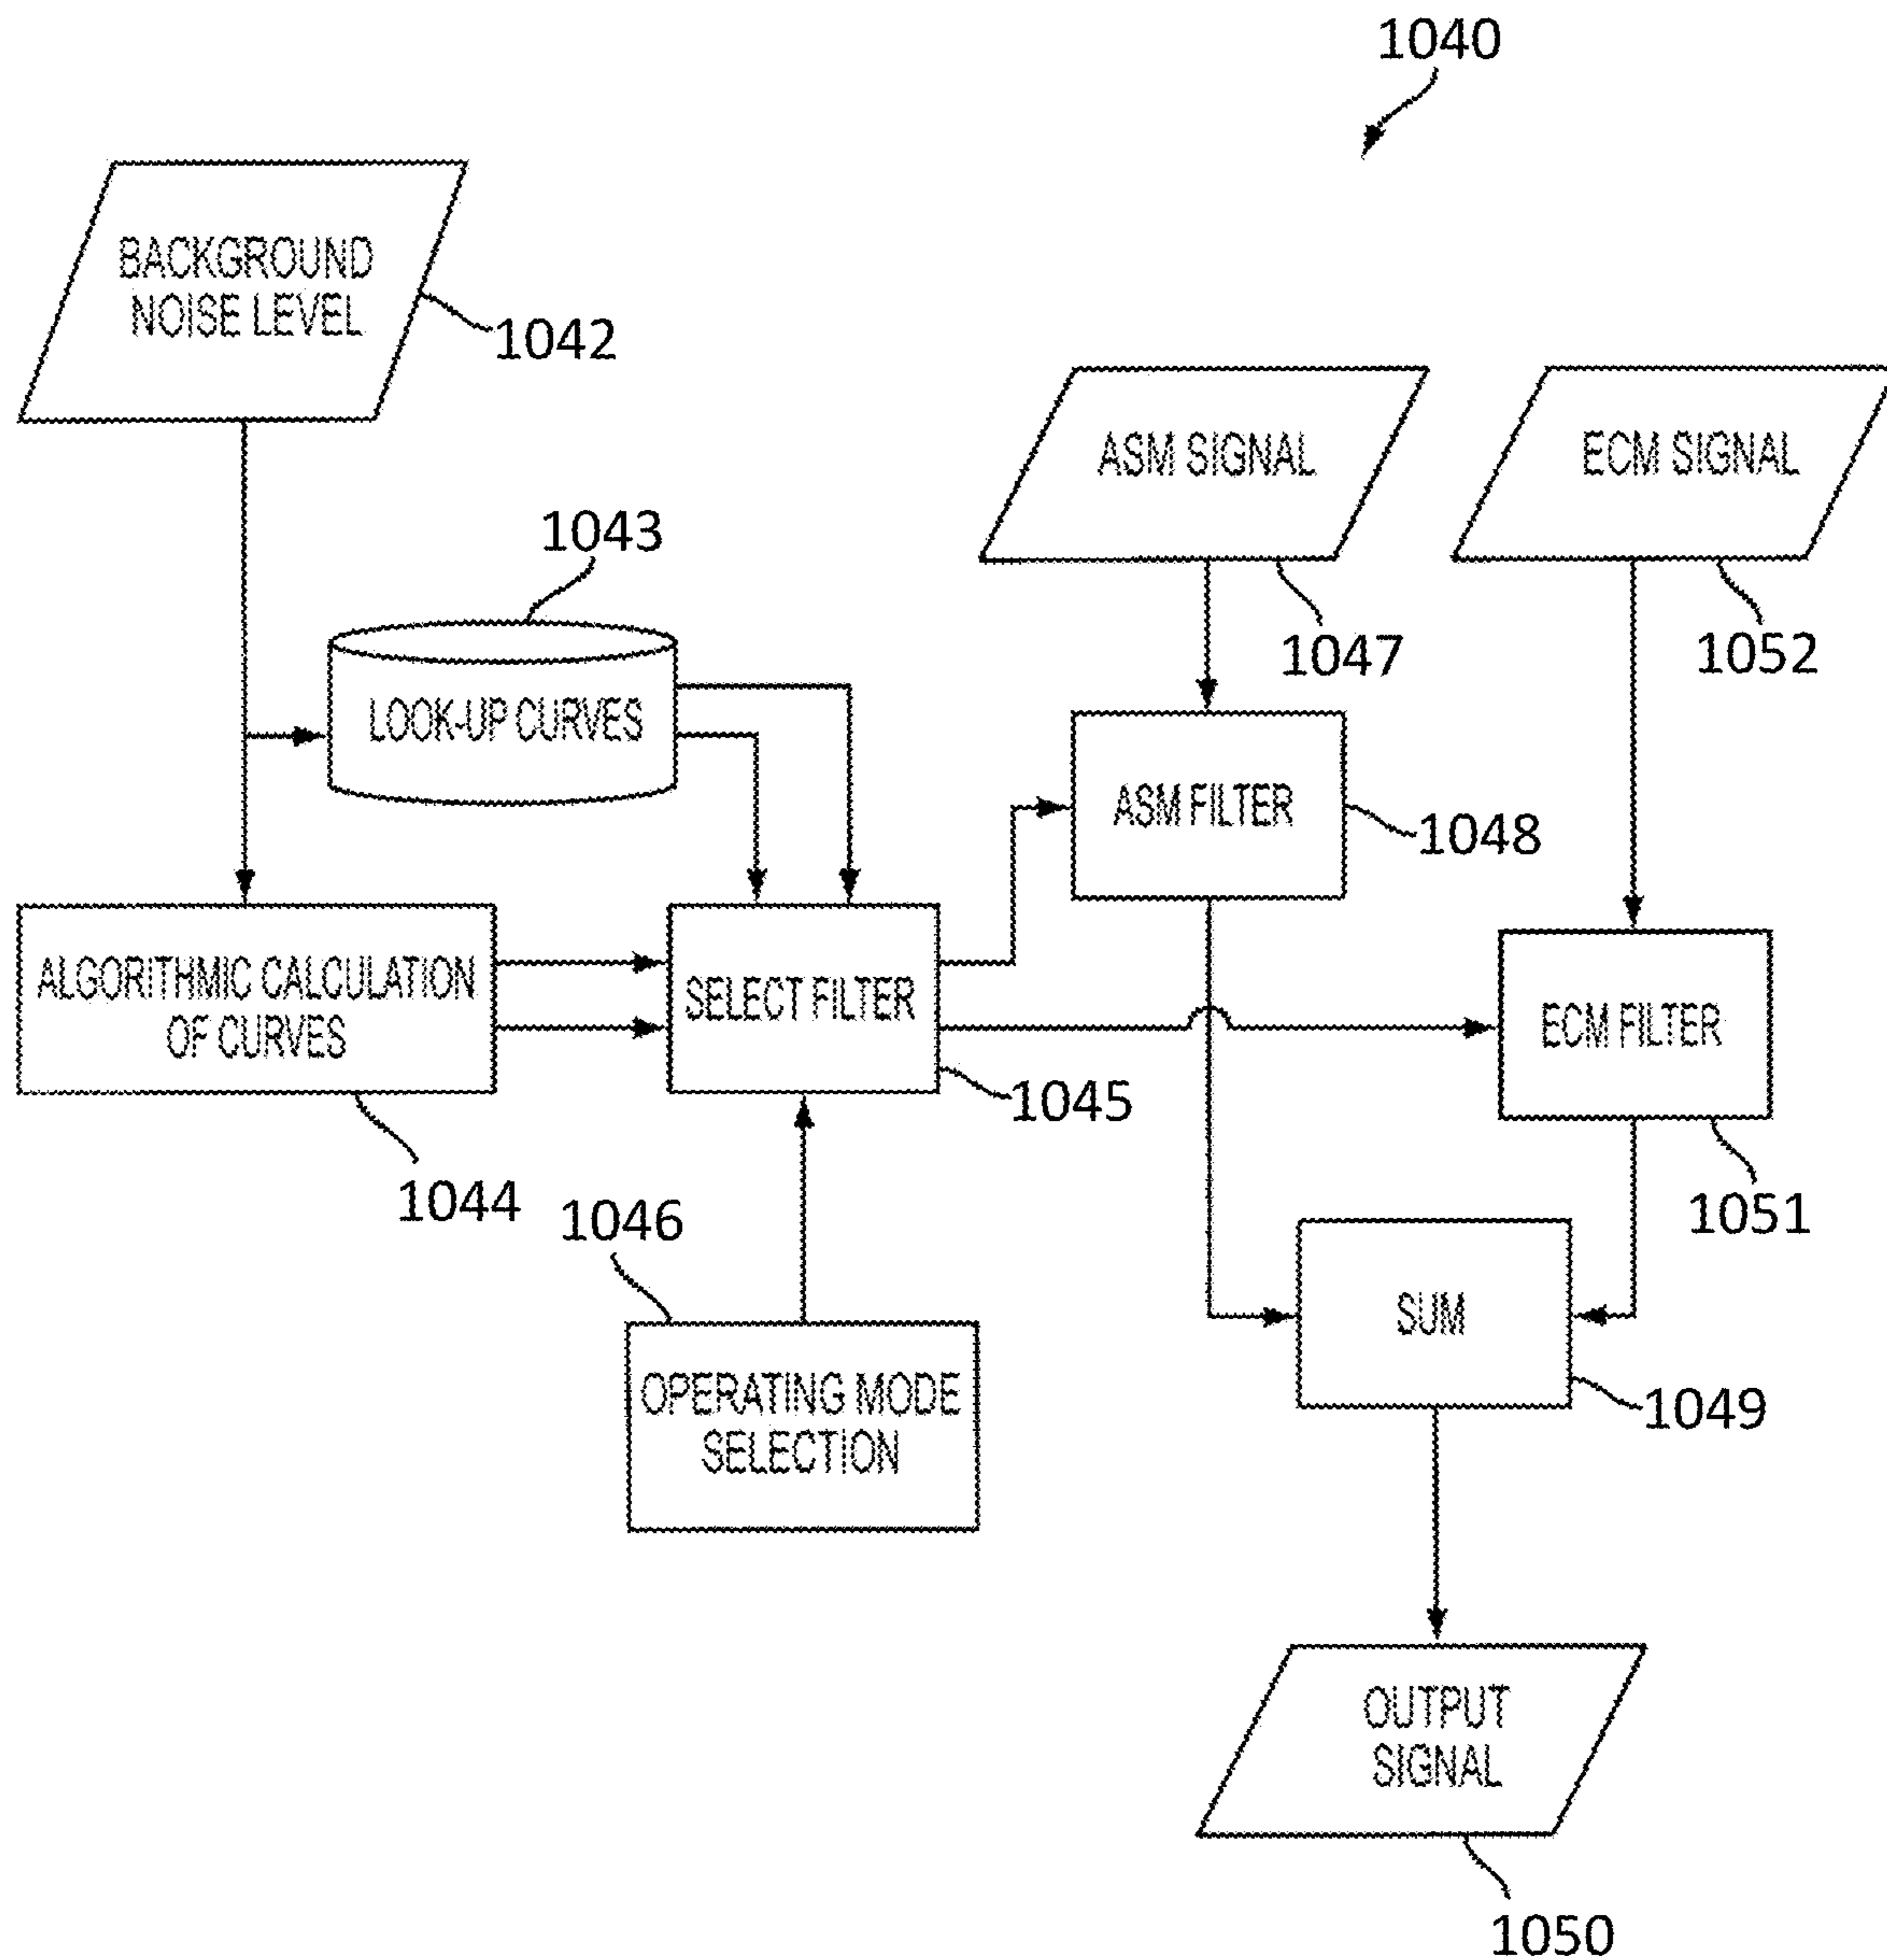 1040
BACKGROUND
NOISE LEVEL
1042
ASM SIGNAL
1047
ECM SIGNAL
1052
1043
LOOK-UP CURVES
ASM FILTER
1048
ALGORITHMIC CALCULATION
OF CURVES
1044
SELECT FILTER
1045
ECM FILTER
1051
1046
OPERATING MODE
SELECTION
SUM
1049
OUTPUT
SIGNAL
1050